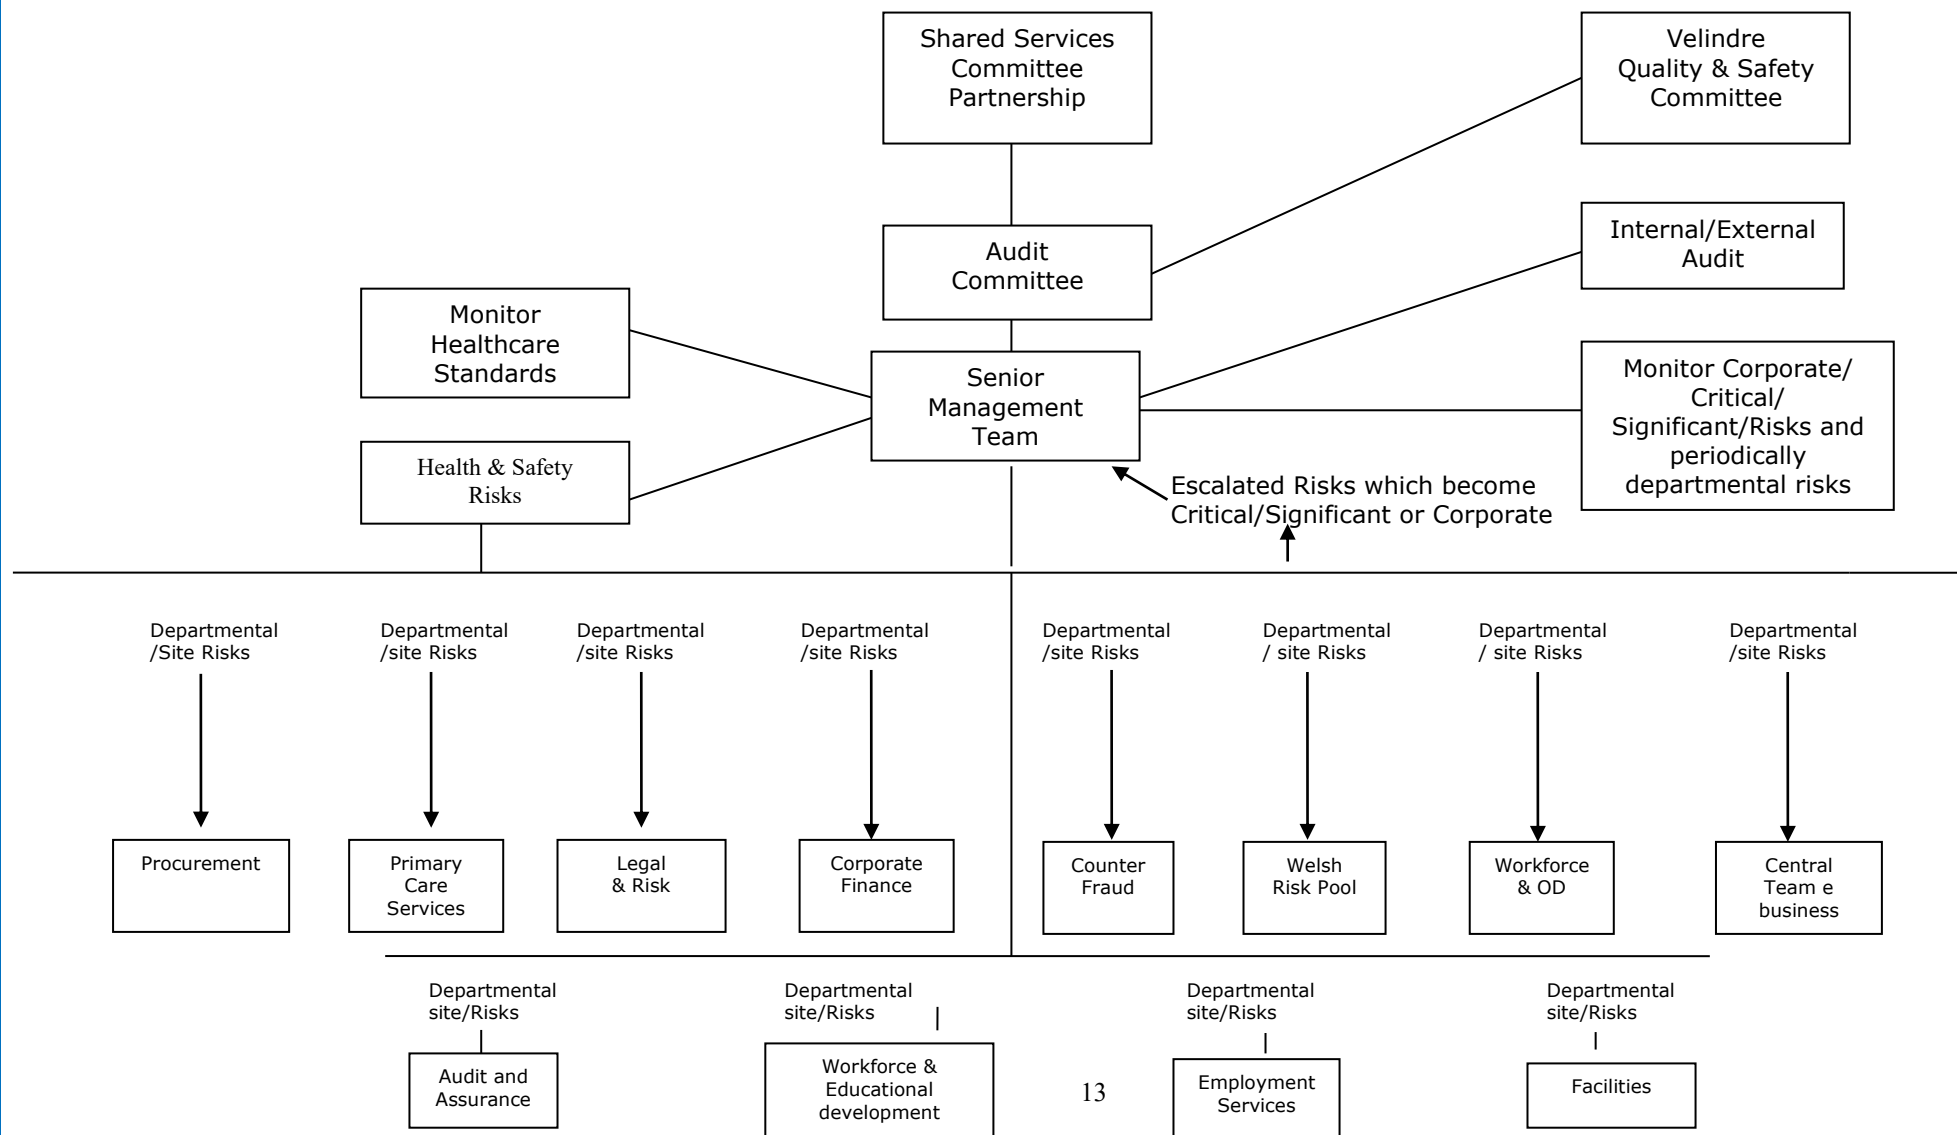 Shared Services
Committee
Partnership
Velindre
Quality & Safety
Committee
Internal/External
Audit
Audit
Committee
Monitor
Healthcare
Standards
Senior
Management
Team
Monitor Corporate/
Critical/
Significant/Risks and
periodically
departmental risks
Health & Safety
Risks
Escalated Risks which become
Critical/Significant or Corporate
Departmental
/Site Risks
Departmental
/site Risks
Departmental
/site Risks
Departmental
/site Risks
Departmental
/site Risks
Departmental
/ site Risks
Departmental
/ site Risks
Departmental
/site Risks
Procurement
Primary
Care
Services
Legal
& Risk
Corporate
Finance
Counter
Fraud
Welsh
Risk Pool
Workforce
& OD
Central
Team e
business
Departmental
site/Risks
Departmental
site/Risks
Departmental
site/Risks
Departmental
site/Risks
Audit and
Assurance
Workforce &
Educational
development
13
Employment
Services
Facilities